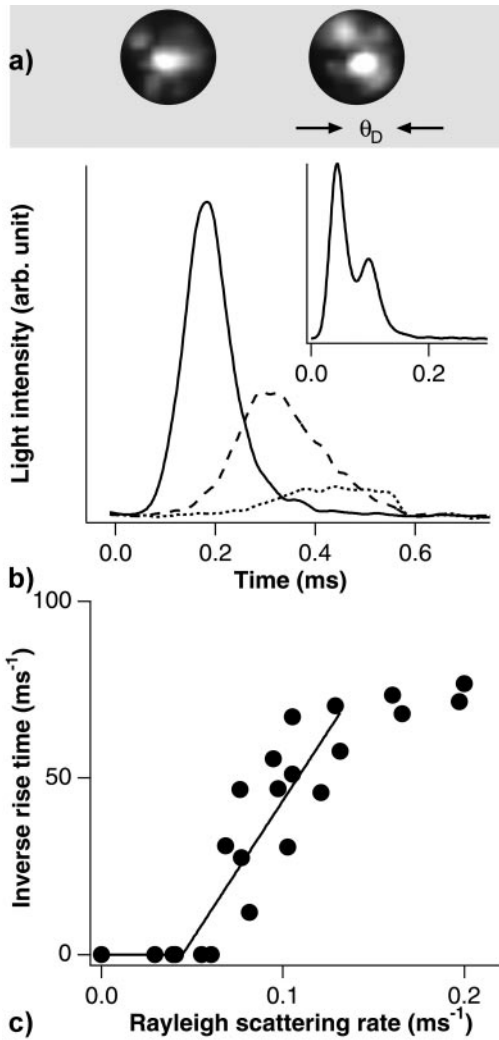 a)
θD
Light intensity (arb. unit)
0.0 0.2
0.0 0.2 0.4 0.6
Time (ms)
b)
100
50
0
Inverse rise time (ms-1)
0.0 0.1 0.2
Rayleigh scattering rate (ms-1)
c)